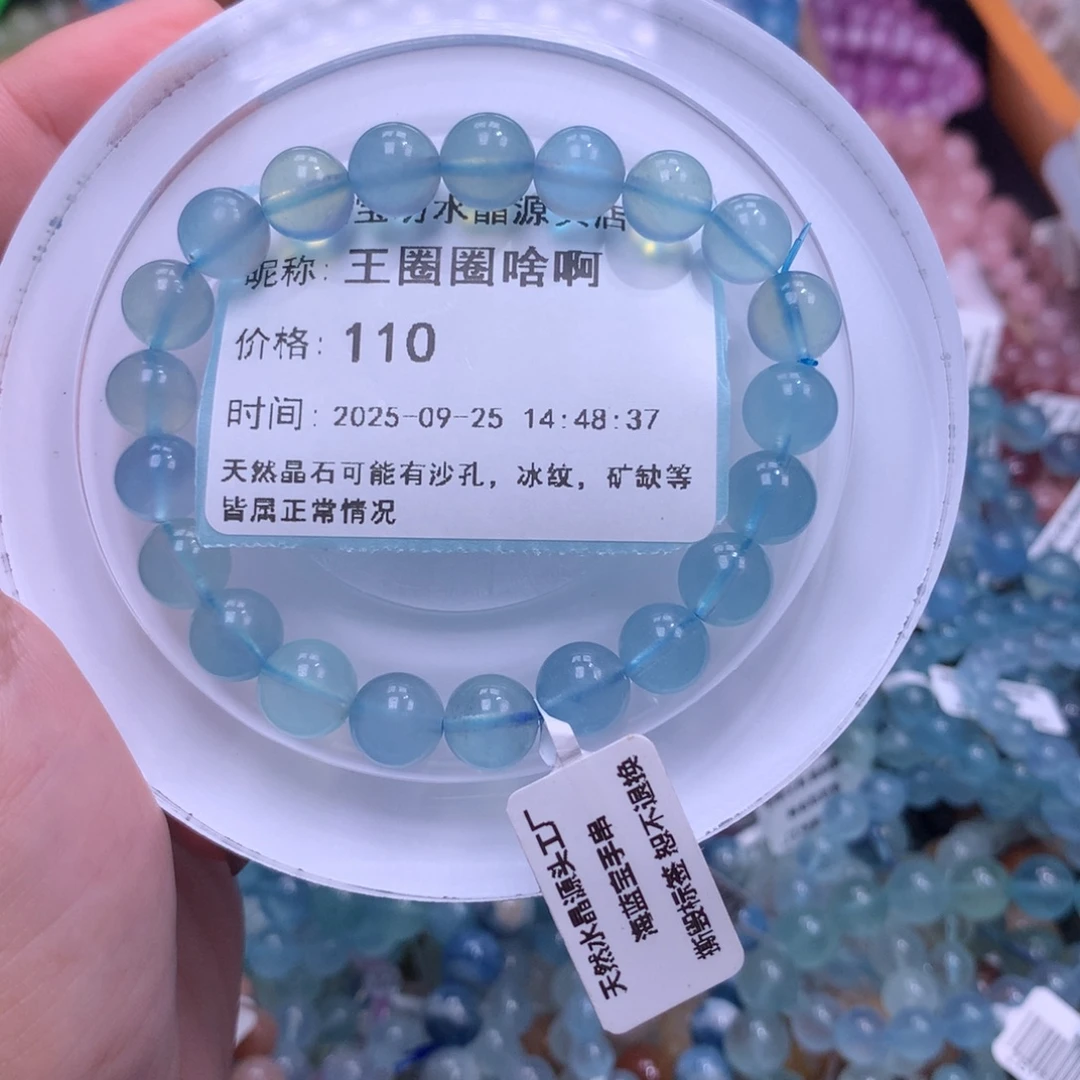 水晶源头店
昵称: 王圈圈啥啊
价格: 110
时间: 2025-09-25 14:48:37
天然晶石可能有沙孔，冰纹，矿缺等
皆属正常情况
天然水晶源头工厂
海蓝宝手串
撕毁标签 恕不退换